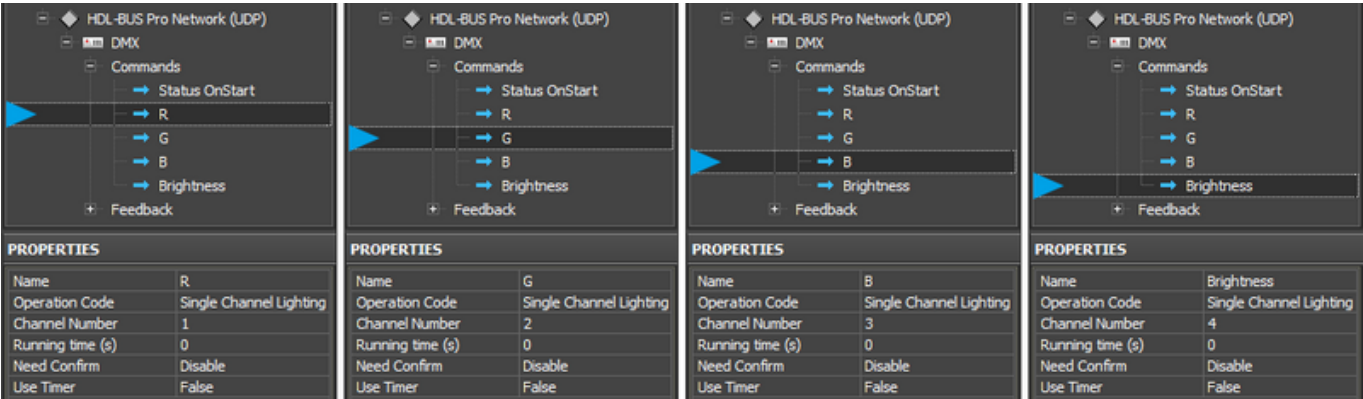 HDL-BUS Pro Network (UDP)
DMX
Commands
Status OnStart
R
G
B
Brightness
Feedback
PROPERTIES
Name R
Operation Code Single Channel Lighting
Channel Number 1
Running time (s) 0
Need Confirm Disable
Use Timer False
HDL-BUS Pro Network (UDP)
DMX
Commands
Status OnStart
R
G
B
Brightness
Feedback
PROPERTIES
Name G
Operation Code Single Channel Lighting
Channel Number 2
Running time (s) 0
Need Confirm Disable
Use Timer False
HDL-BUS Pro Network (UDP)
DMX
Commands
Status OnStart
R
G
B
Brightness
Feedback
PROPERTIES
Name B
Operation Code Single Channel Lighting
Channel Number 3
Running time (s) 0
Need Confirm Disable
Use Timer False
HDL-BUS Pro Network (UDP)
DMX
Commands
Status OnStart
R
G
B
Brightness
Feedback
PROPERTIES
Name Brightness
Operation Code Single Channel Lighting
Channel Number 4
Running time (s) 0
Need Confirm Disable
Use Timer False